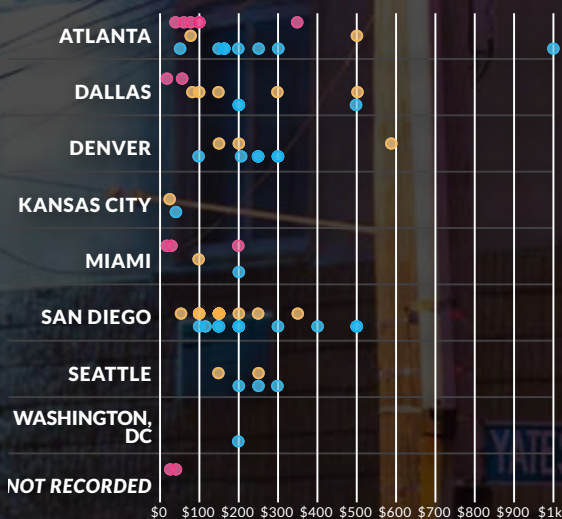 ATLANTA
DALLAS
DENVER
KANSAS CITY
MIAMI
SAN DIEGO
SEATTLE
WASHINGTON,
DC
NOT RECORDED
YATES
$0 $100 $200 $300 $400 $500 $600 $700 $800 $900 $1k